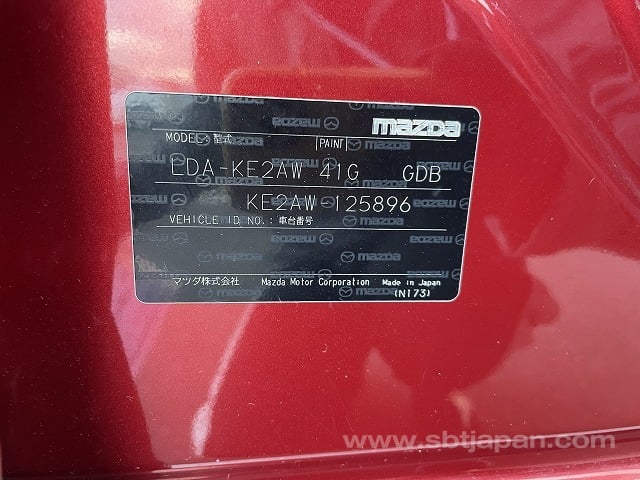 mazda
MODEL: 型式 PAINT
LDA-KE2AW 41G GDB
KE2AW-125896
VEHICLE ID NO.: 車台番号
マツダ株式会社 Mazda Motor Corporation Made in Japan
(N173)
www.sbtjapan.com